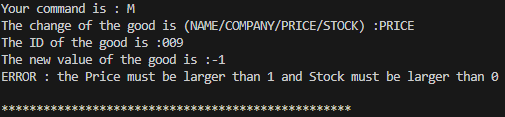 Your command is : M
The change of the good is (NAME/COMPANY/PRICE/STOCK) :PRICE
The ID of the good is :009
The new value of the good is :-1
ERROR : the Price must be larger than 1 and Stock must be larger than 0
**************************************************